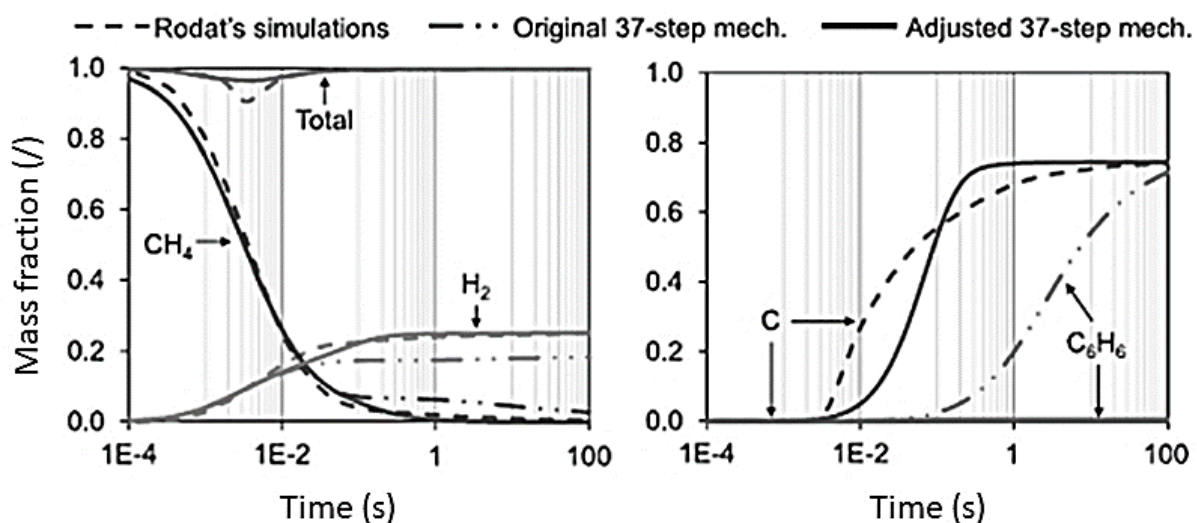 Rodat's simulations Original 37-step mech. Adjusted 37-step mech.
Mass fraction (/)
1.0
0.8
0.6
0.4
0.2
0.0
Total
CH4
H2
1E-4 1E-2 1 100
Time (s)
1.0
0.8
0.6
0.4
0.2
0.0
C
C6H6
1E-4 1E-2 1 100
Time (s)